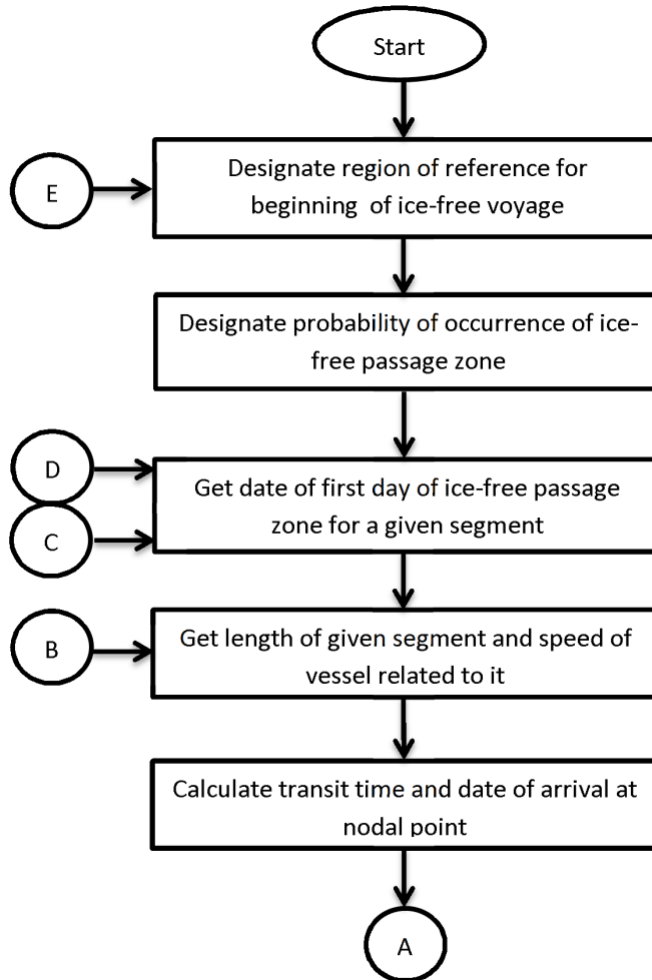 Start
E
Designate region of reference for
beginning of ice-free voyage
Designate probability of occurrence of ice-
free passage zone
D
C
Get date of first day of ice-free passage
zone for a given segment
B
Get length of given segment and speed of
vessel related to it
Calculate transit time and date of arrival at
nodal point
A